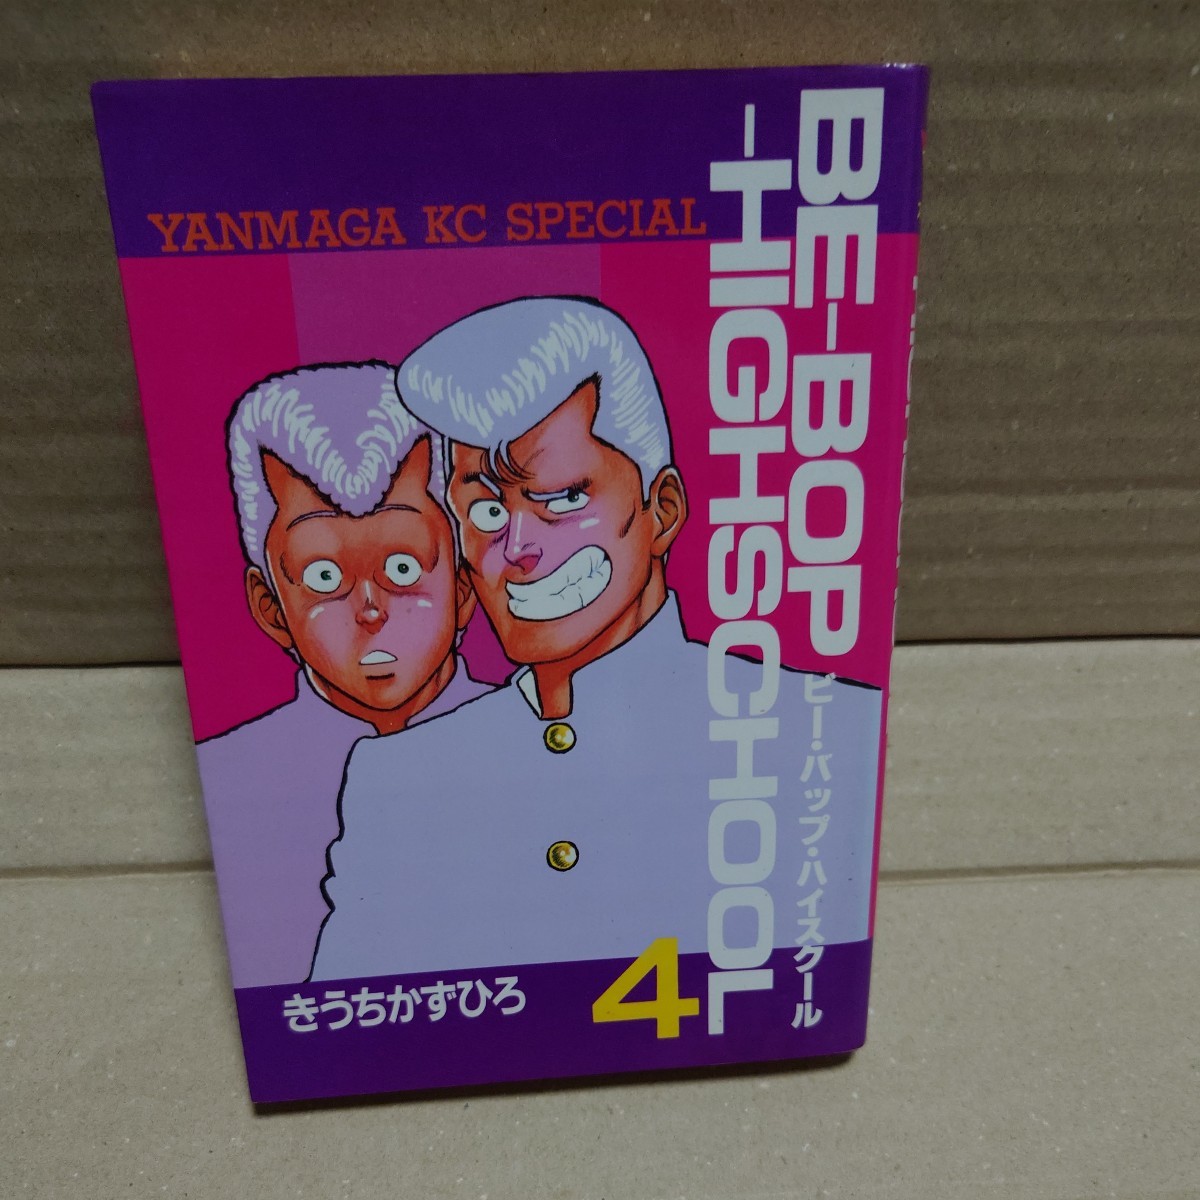 YANMAGA KC SPECIAL
BE-BOP
-HIGHSCHOOL
ビー・バップ・ハイスクール
4
きうちかずひろ